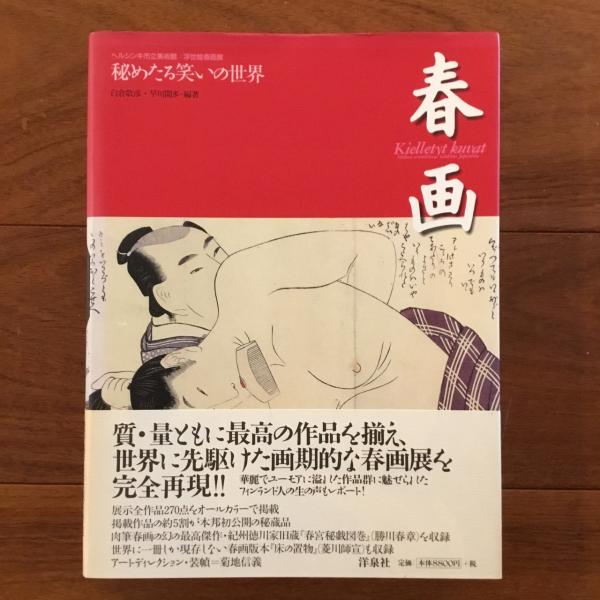 ヘルシンキ市立美術館・浮世絵春画展
秘めたる笑いの世界
白倉敬彦・早川聞多＝編著
春画
Kielletyt kuvat
質・量ともに最高の作品を揃え、
世界に先駆けた画期的な春画展を
完全再現!!
華麗でユーモアに溢れた作品群に魅せられた
フィンランド人の生の声もレポート!
展示全作品270点をオールカラーで掲載
掲載作品の約5割が本邦初公開の秘蔵品
肉筆春画の幻の最高傑作・紀州徳川家旧蔵『春宮秘戯図巻』(勝川春章)を収録
世界に一冊しか現存しない春画版本『床の置物』(菱川師宣)も収録
アートディレクション・装幀＝菊地信義
洋泉社
定価 本体8800円 +税